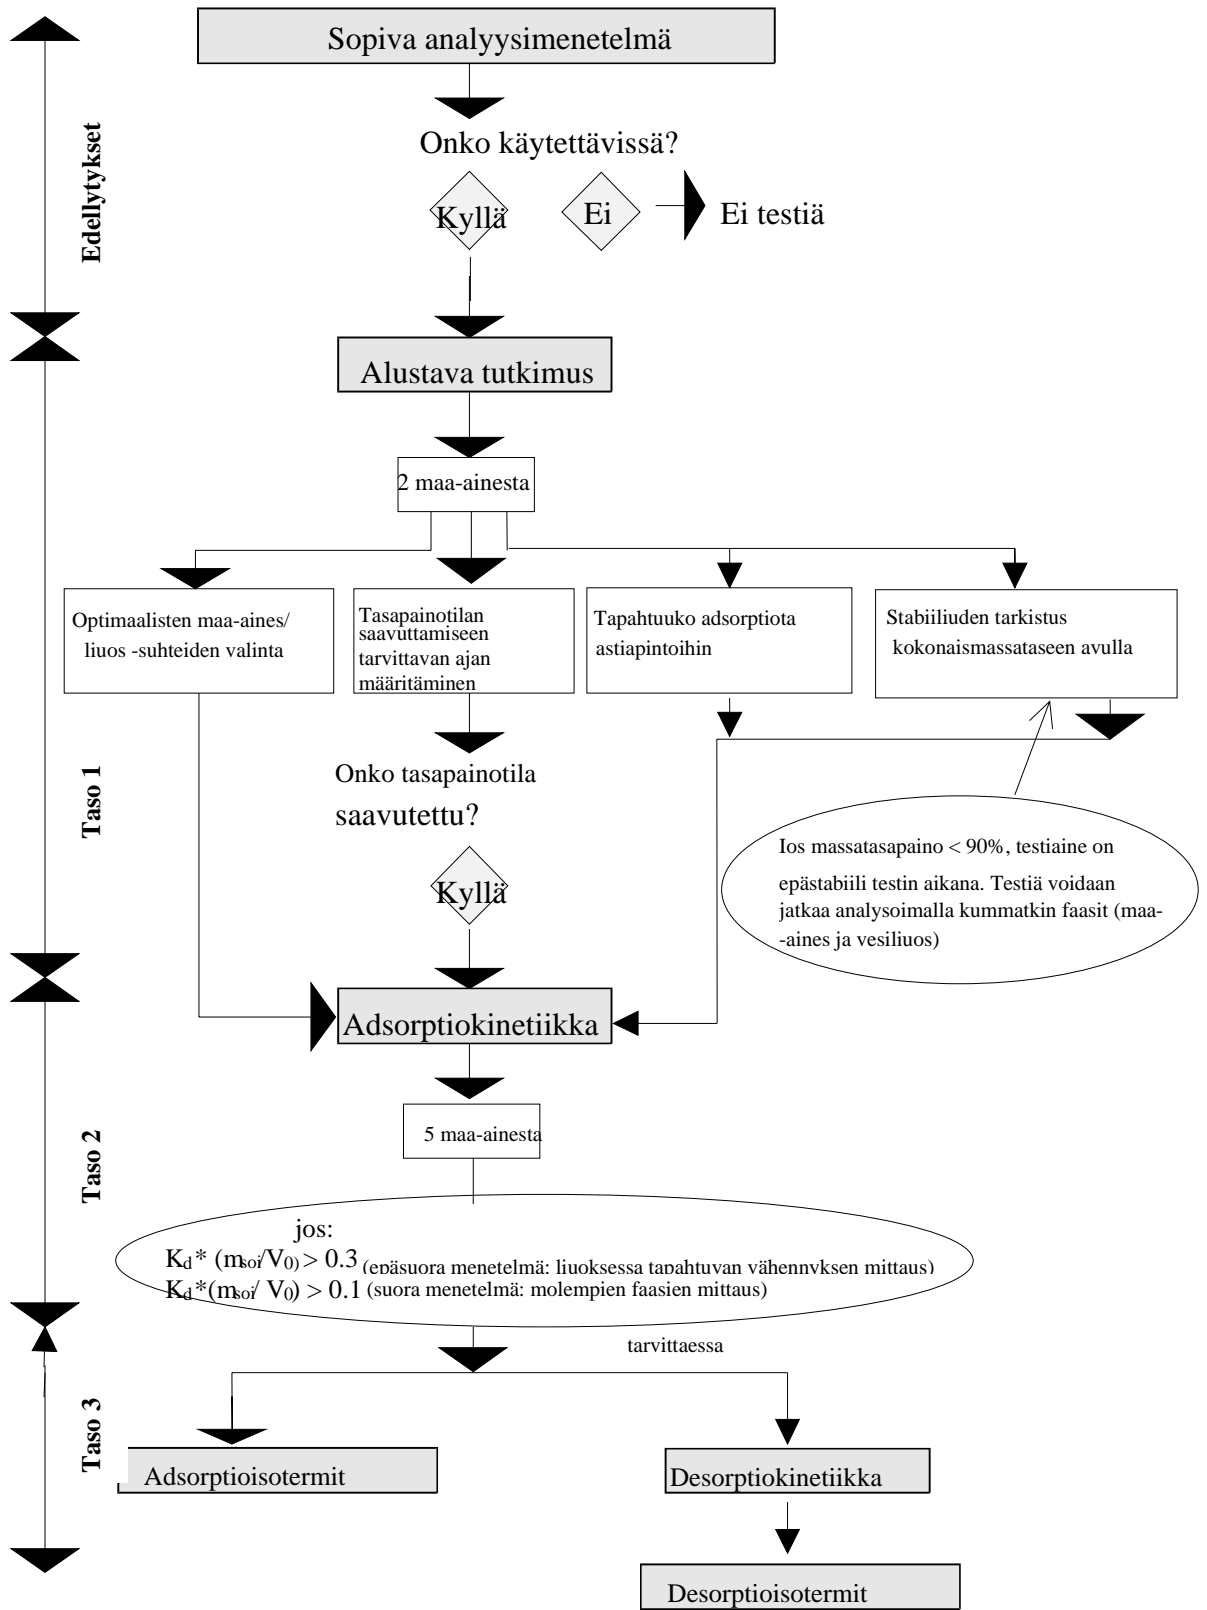 Sopiva analyysimenetelmä
Edellytykset
Onko käytettävissä?
Kyllä
Ei
Ei testiä
Alustava tutkimus
2 maa-ainesta
Optimaalisten maa-aines/
liuos -suhteiden valinta
Tasapainotilan
saavuttamiseen
tarvittavan ajan
määritäminen
Tapahtuuko adsorptiota
astiapintoihin
Stabiiliuden tarkistus
kokonaismassataseen avulla
Taso 1
Onko tasapainotila
saavutettu?
Kyllä
Ios massatasapaino < 90%, testiaine on
epästabiili testin aikana. Testiä voidaan
jatkaa analysoimalla kummatkin faasit (maa-
-aines ja vesiliuos)
Adsorptiokinetiikka
Taso 2
5 maa-ainesta
jos:
Kd * (msoi/V0) > 0.3 (epäsuora menetelmä: liuoksessa tapahtuvan vähennyksen mittaus)
Kd *(msoi/ V0) > 0.1 (suora menetelmä: molempien faasien mittaus)
tarvittaessa
Taso 3
Adsorptioisotermit
Desorptiokinetiikka
Desorptioisotermit